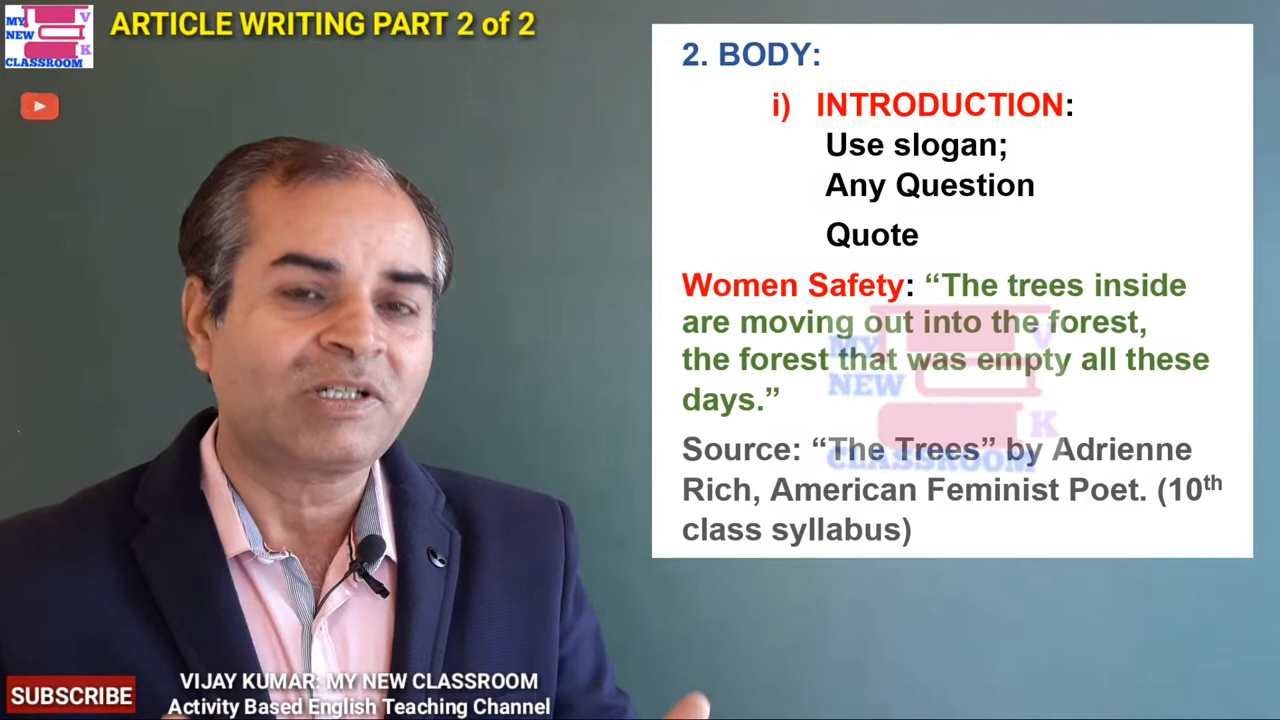 MY
NEW
CLASSROOM
V
K
ARTICLE WRITING PART 2 of 2
2. BODY:
i) INTRODUCTION:
Use slogan;
Any Question
Quote
Women Safety: “The trees inside
are moving out into the forest,
the forest that was empty all these
days.”
Source: “The Trees” by Adrienne
Rich, American Feminist Poet. (10th
class syllabus)
MY
NEW
CLASSROOM
V
K
SUBSCRIBE
VIJAY KUMAR: MY NEW CLASSROOM
Activity Based English Teaching Channel